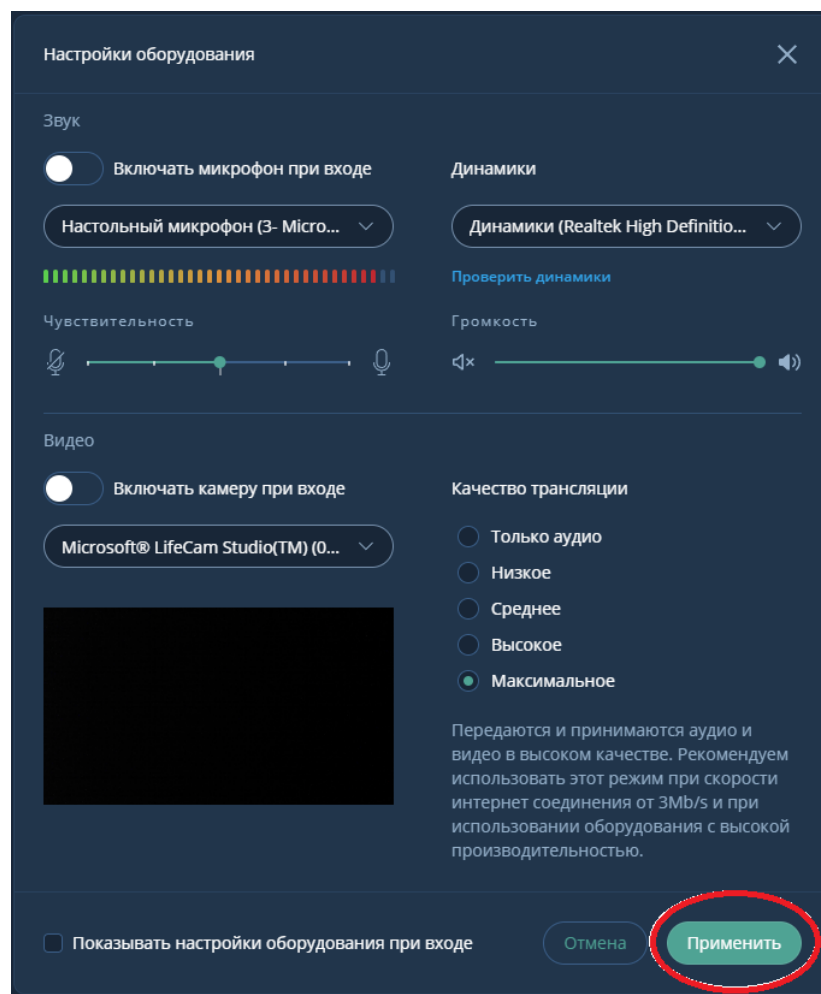 Настройки оборудования
Звук
Включать микрофон при входе
Динамики
Настольный микрофон (3- Micro...
Динамики (Realtek High Definitio...
Проверить динамики
Чувствительность
Громкость
Видео
Включать камеру при входе
Качество трансляции
Microsoft® LifeCam Studio(TM) (0...
Только аудио
Низкое
Среднее
Высокое
Максимальное
Передаются и принимаются аудио и
видео в высоком качестве. Рекомендуем
использовать этот режим при скорости
интернет соединения от 3Mb/s и при
использовании оборудования с высокой
производительностью.
Показывать настройки оборудования при входе
Отмена
Применить